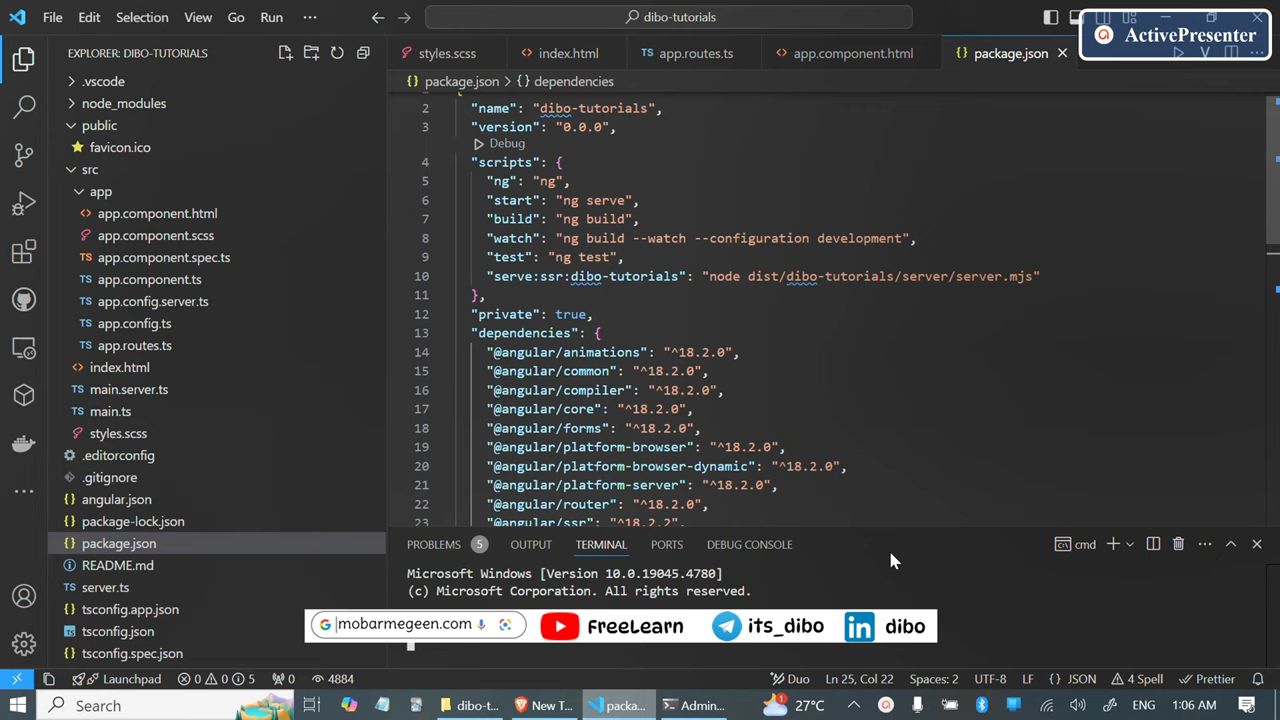 File Edit Selection View Go Run ··· dibo-tutorials
ActivePresenter
EXPLORER: DIBO-TUTORIALS
.vscode
node_modules
public
favicon.ico
src
app
app.component.html
app.component.scss
app.component.spec.ts
app.component.ts
app.config.server.ts
app.config.ts
app.routes.ts
index.html
main.server.ts
main.ts
styles.scss
.editorconfig
.gitignore
angular.json
package-lock.json
package.json
README.md
server.ts
tsconfig.app.json
tsconfig.json
tsconfig.spec.json
styles.scss index.html app.routes.ts app.component.html package.json
package.json > {} dependencies
2 "name": "dibo-tutorials",
3 "version": "0.0.0",
Debug
4 "scripts": {
5 "ng": "ng",
6 "start": "ng serve",
7 "build": "ng build",
8 "watch": "ng build --watch --configuration development",
9 "test": "ng test",
10 "serve:ssr:dibo-tutorials": "node dist/dibo-tutorials/server/server.mjs"
11 },
12 "private": true,
13 "dependencies": {
14 "@angular/animations": "^18.2.0",
15 "@angular/common": "^18.2.0",
16 "@angular/compiler": "^18.2.0",
17 "@angular/core": "^18.2.0",
18 "@angular/forms": "^18.2.0",
19 "@angular/platform-browser": "^18.2.0",
20 "@angular/platform-browser-dynamic": "^18.2.0",
21 "@angular/platform-server": "^18.2.0",
22 "@angular/router": "^18.2.0",
23 "@angular/ssr": "^18.2.2",
PROBLEMS 5 OUTPUT TERMINAL PORTS DEBUG CONSOLE cmd
Microsoft Windows [Version 10.0.19045.4780]
(c) Microsoft Corporation. All rights reserved.
mobarmegeen.com FreeLearn its_dibo dibo
Launchpad 0 0 5 0 4884 Duo Ln 25, Col 22 Spaces: 2 UTF-8 LF {} JSON 4 Spell Prettier
Search dibo-t... New T... packa... Admin... 27°C ENG 1:06 AM